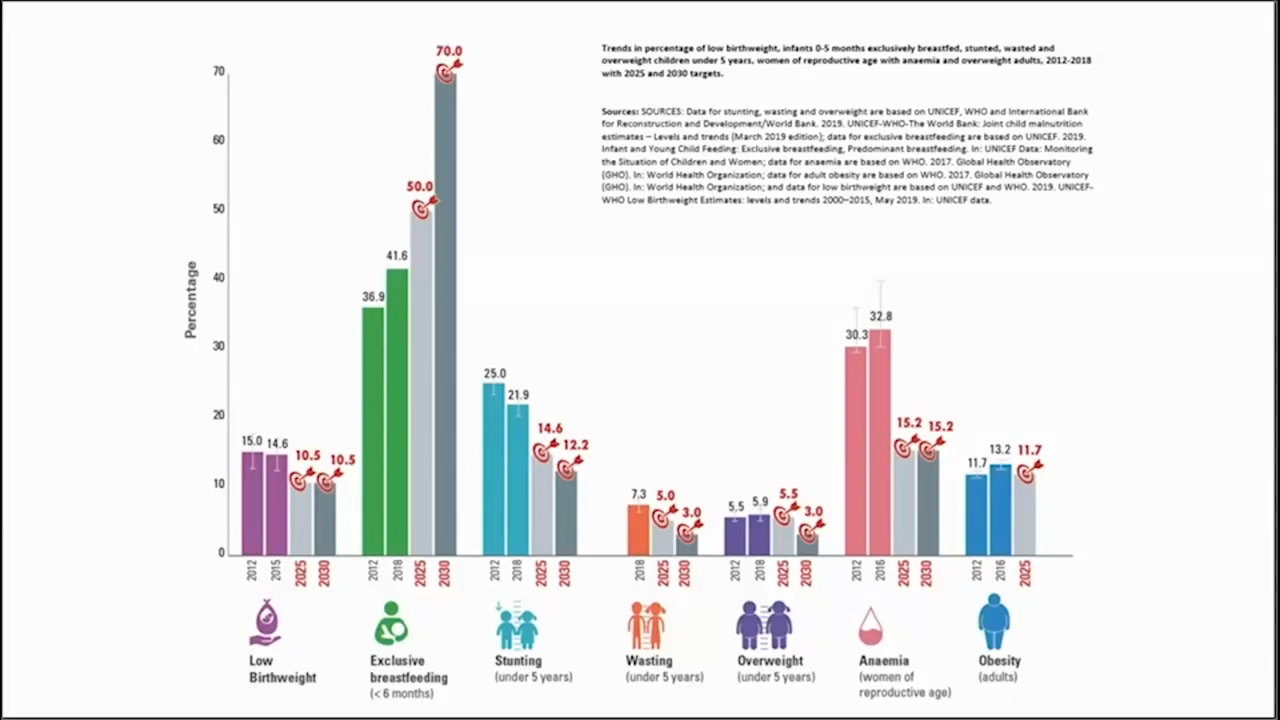 Trends in percentage of low birthweight, infants 0-5 months exclusively breastfed, stunted, wasted and
overweight children under 5 years, women of reproductive age with anaemia and overweight adults, 2012-2018
with 2025 and 2030 targets.
Sources: SOURCES: Data for stunting, wasting and overweight are based on UNICEF, WHO and International Bank
for Reconstruction and Development/World Bank. 2019. UNICEF-WHO-The World Bank: Joint child malnutrition
estimates – Levels and trends (March 2019 edition); data for exclusive breastfeeding are based on UNICEF. 2019.
Infant and Young Child Feeding: Exclusive breastfeeding, Predominant breastfeeding. In: UNICEF Data: Monitoring
the Situation of Children and Women; data for anaemia are based on WHO. 2017. Global Health Observatory
(GHO). In: World Health Organization; data for adult obesity are based on WHO. 2017. Global Health Observatory
(GHO). In: World Health Organization; and data for low birthweight are based on UNICEF and WHO. 2019. UNICEF-
WHO Low Birthweight Estimates: levels and trends 2000–2015, May 2019. In: UNICEF data.
Percentage
70
60
50
40
30
20
10
0
15.0 14.6 10.5 10.5
36.9 41.6 50.0 70.0
25.0 21.9 14.6 12.2
7.3 5.0 3.0
5.5 5.9 5.5 3.0
30.3 32.8 15.2 15.2
11.7 13.2 11.7
2012 2015 2025 2030
2012 2018 2025 2030
2012 2018 2025 2030
2018 2025 2030
2012 2018 2025 2030
2012 2016 2025 2030
2012 2016 2025
Low
Birthweight
Exclusive
breastfeeding
(< 6 months)
Stunting
(under 5 years)
Wasting
(under 5 years)
Overweight
(under 5 years)
Anaemia
(women of
reproductive age)
Obesity
(adults)